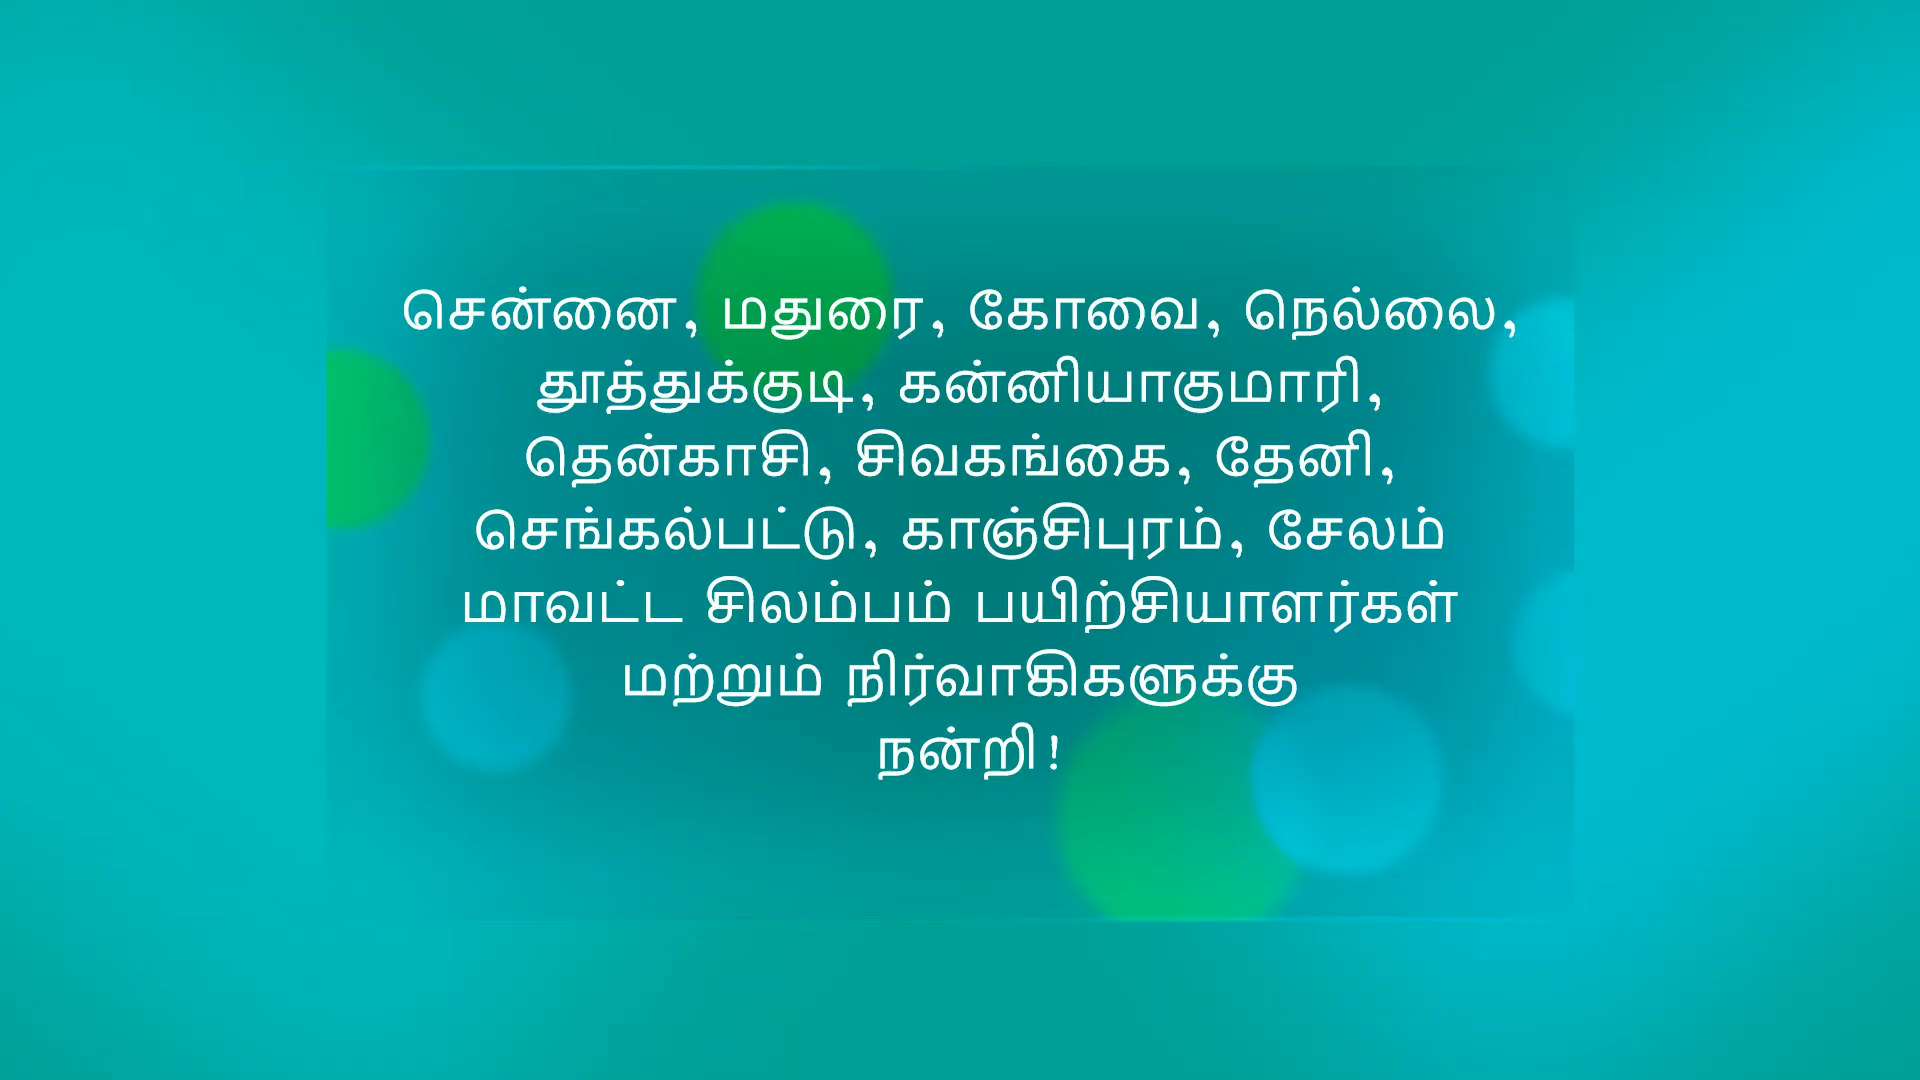 சென்னை, மதுரை, கோவை, நெல்லை,
தூத்துக்குடி, கன்னியாகுமாரி,
தென்காசி, சிவகங்கை, தேனி,
செங்கல்பட்டு, காஞ்சிபுரம், சேலம்
மாவட்ட சிலம்பம் பயிற்சியாளர்கள்
மற்றும் நிர்வாகிகளுக்கு
நன்றி!